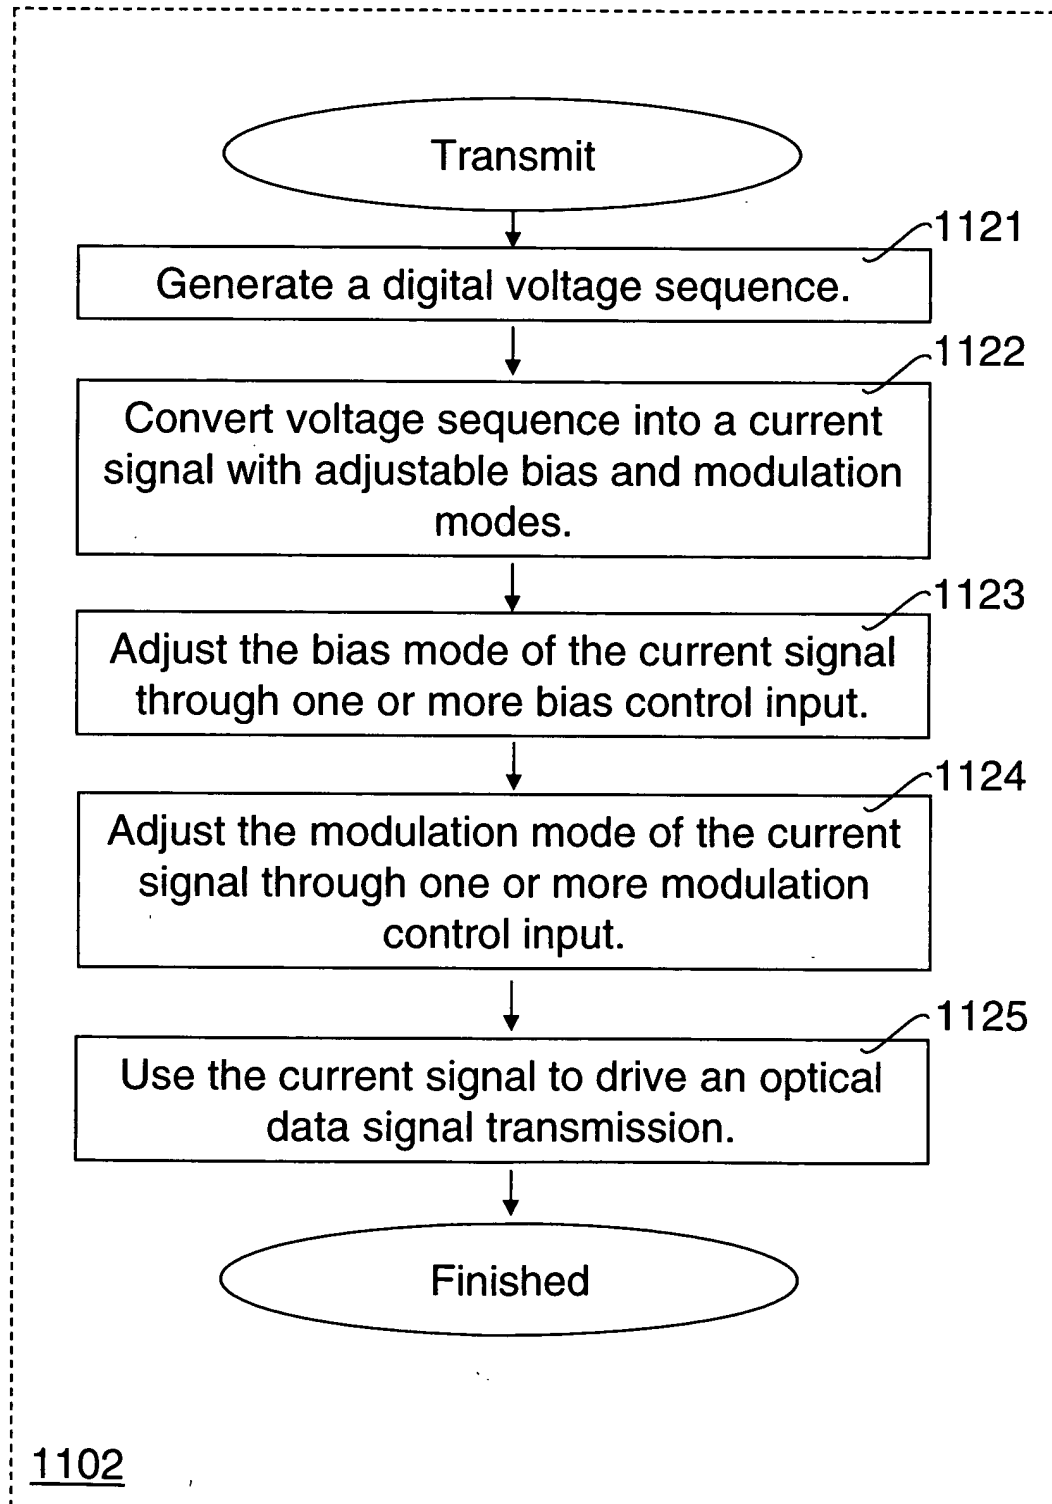 Transmit
1121
Generate a digital voltage sequence.
1122
Convert voltage sequence into a current
signal with adjustable bias and modulation
modes.
1123
Adjust the bias mode of the current signal
through one or more bias control input.
1124
Adjust the modulation mode of the current
signal through one or more modulation
control input.
1125
Use the current signal to drive an optical
data signal transmission.
Finished
1102